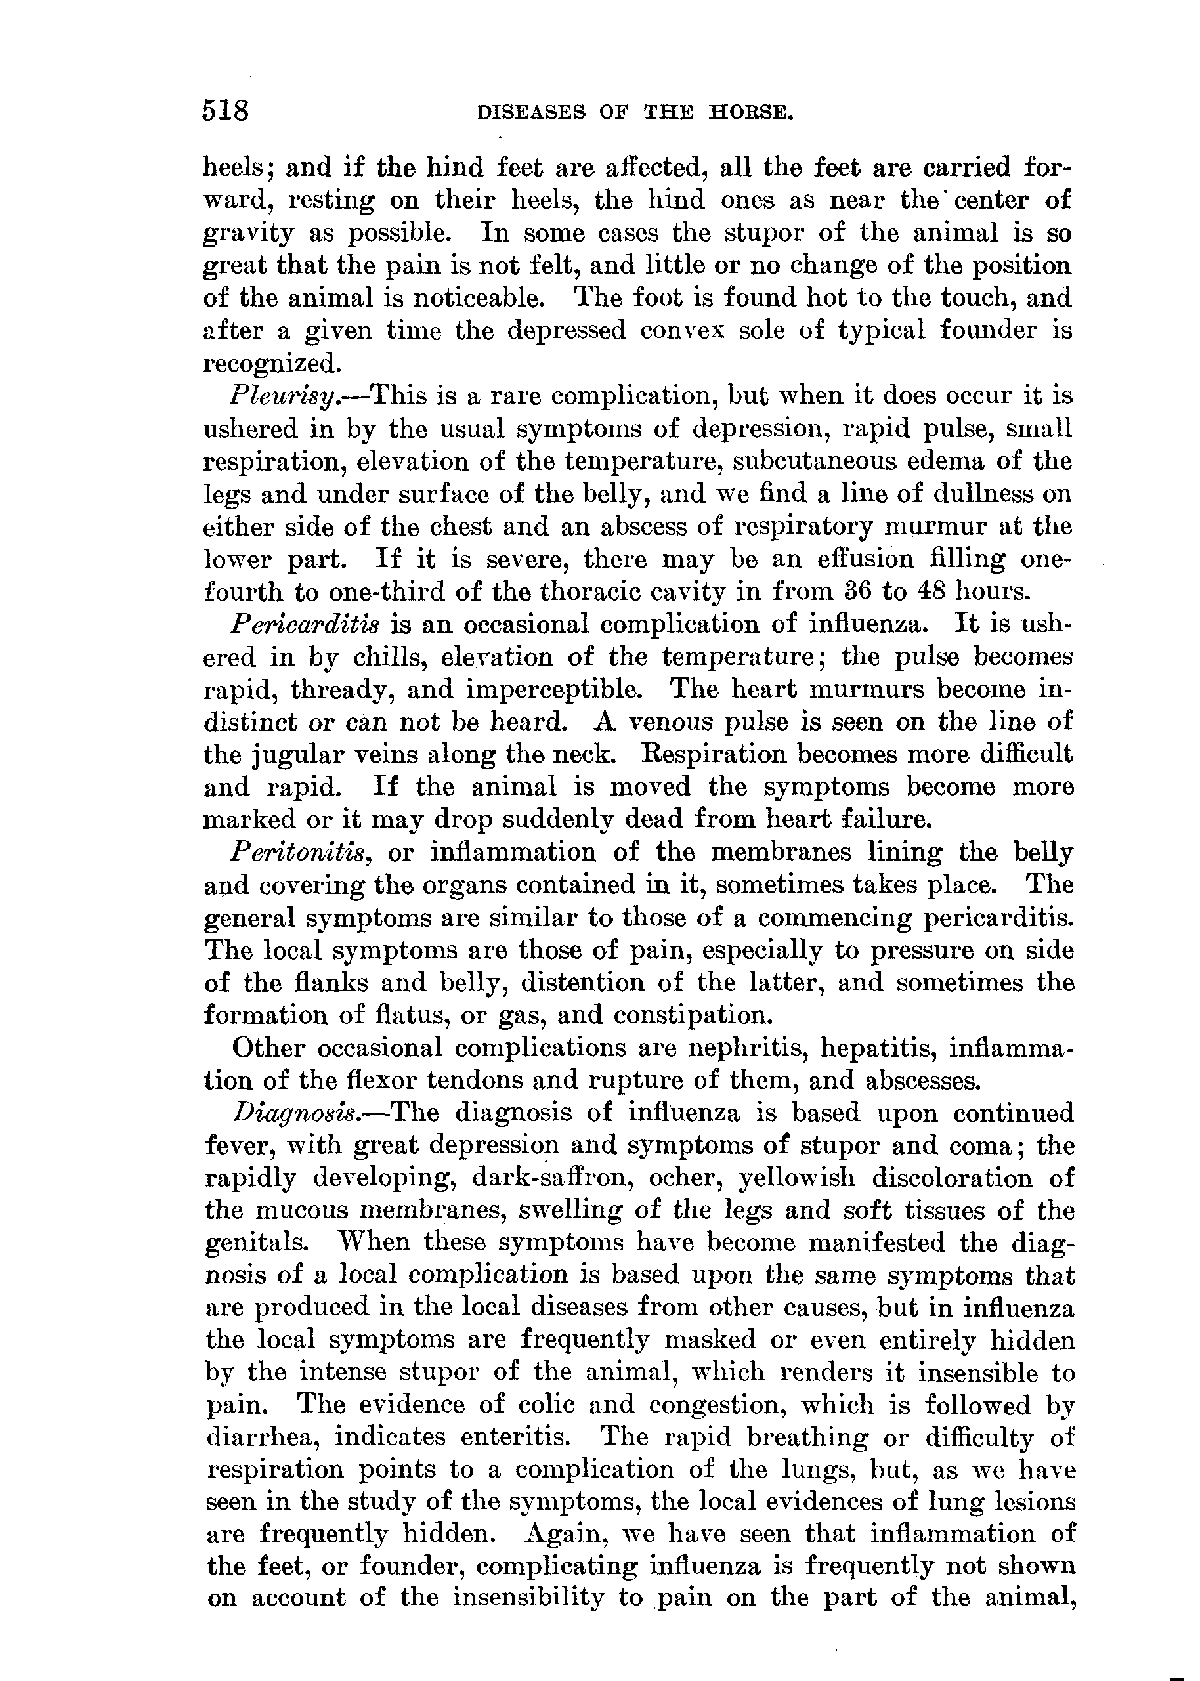 518 DISEASES OF THE HORSE.
heels; and if the hind feet are affected, all the feet are carried for-
ward, resting on their heels, the hind ones as near the center of
gravity as possible. In some cases the stupor of the animal is so
great that the pain is not felt, and little or no change of the position
of the animal is noticeable. The foot is found hot to the touch, and
after a given time the depressed convex sole of typical founder is
recognized.
Pleurisy.—This is a rare complication, but when it does occur it is
ushered in by the usual symptoms of depression, rapid pulse, small
respiration, elevation of the temperature, subcutaneous edema of the
legs and under surface of the belly, and we find a line of dullness on
either side of the chest and an abscess of respiratory murmur at the
lower part. If it is severe, there may be an effusion filling one-
fourth to one-third of the thoracic cavity in from 36 to 48 hours.
Pericarditis is an occasional complication of influenza. It is ush-
ered in by chills, elevation of the temperature; the pulse becomes
rapid, thready, and imperceptible. The heart murmurs become in-
distinct or can not be heard. A venous pulse is seen on the line of
the jugular veins along the neck. Respiration becomes more difficult
and rapid. If the animal is moved the symptoms become more
marked or it may drop suddenly dead from heart failure.
Peritonitis, or inflammation of the membranes lining the belly
and covering the organs contained in it, sometimes takes place. The
general symptoms are similar to those of a commencing pericarditis.
The local symptoms are those of pain, especially to pressure on side
of the flanks and belly, distention of the latter, and sometimes the
formation of flatus, or gas, and constipation.
Other occasional complications are nephritis, hepatitis, inflamma-
tion of the flexor tendons and rupture of them, and abscesses.
Diagnosis.—The diagnosis of influenza is based upon continued
fever, with great depression and symptoms of stupor and coma; the
rapidly developing, dark-saffron, ocher, yellowish discoloration of
the mucous membranes, swelling of the legs and soft tissues of the
genitals. When these symptoms have become manifested the diag-
nosis of a local complication is based upon the same symptoms that
are produced in the local diseases from other causes, but in influenza
the local symptoms are frequently masked or even entirely hidden
by the intense stupor of the animal, which renders it insensible to
pain. The evidence of colic and congestion, which is followed by
diarrhea, indicates enteritis. The rapid breathing or difficulty of
respiration points to a complication of the lungs, but, as we have
seen in the study of the symptoms, the local evidences of lung lesions
are frequently hidden. Again, we have seen that inflammation of
the feet, or founder, complicating influenza is frequently not shown
on account of the insensibility to pain on the part of the animal,